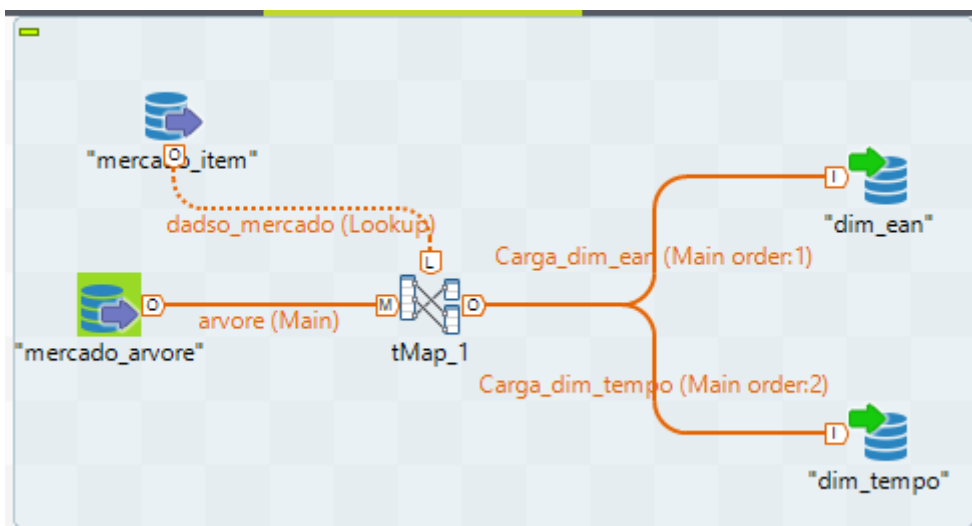 "mercado_item"
O
dadso_mercado (Lookup)
L
"mercado_arvore"
O
arvore (Main)
M
tMap_1
O
Carga_dim_ean (Main order:1)
I
"dim_ean"
Carga_dim_tempo (Main order:2)
I
"dim_tempo"